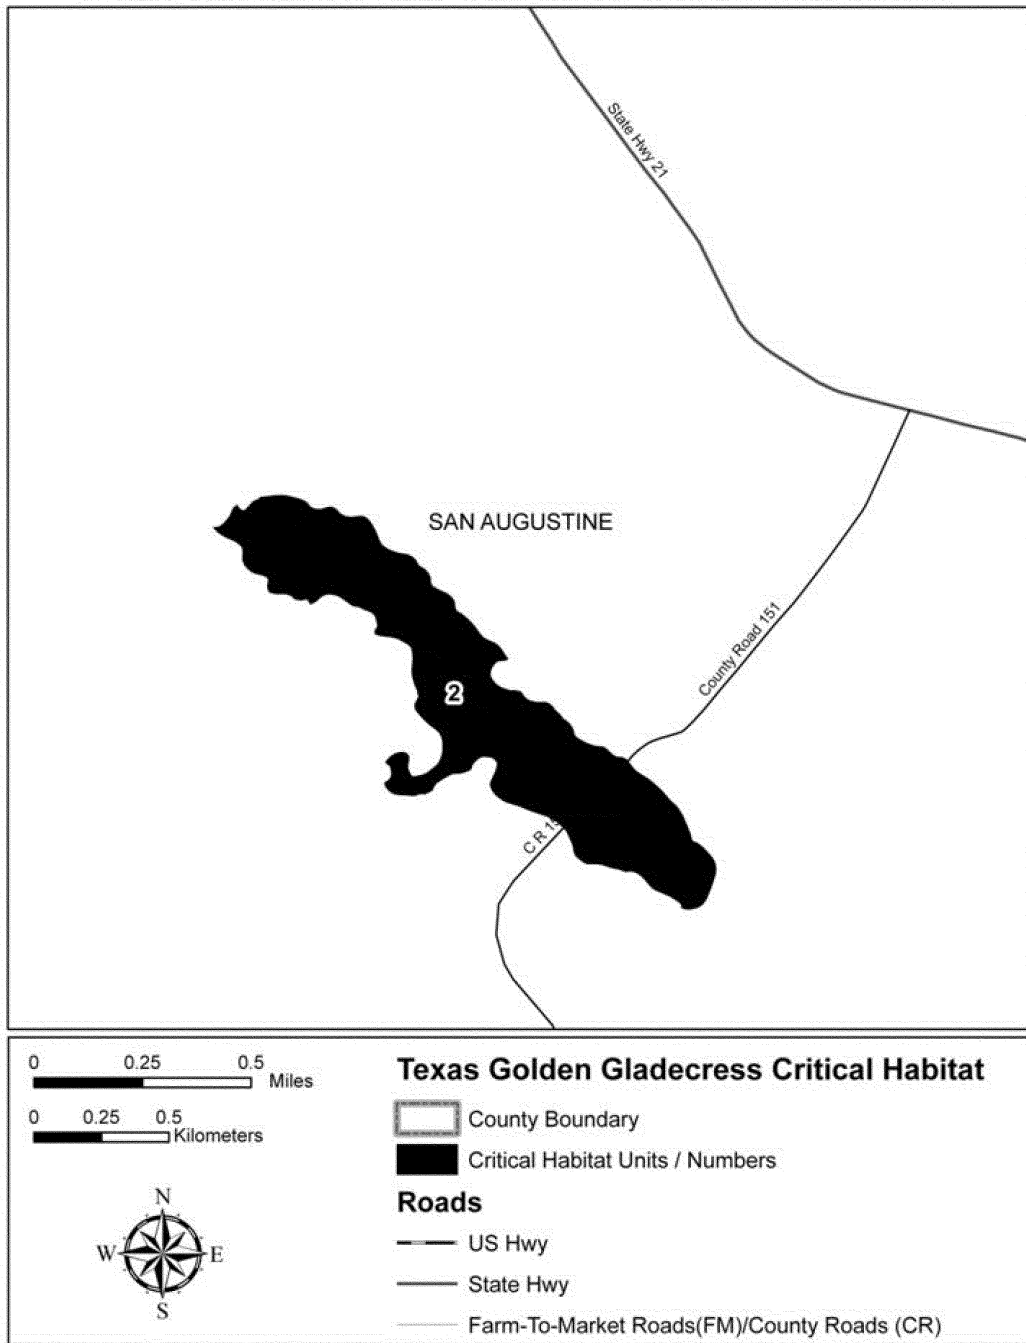 State Hwy 21
SAN AUGUSTINE
County Road 151
2
C R 15
0 0.25 0.5
Miles
0 0.25 0.5
Kilometers
N
W E
S
Texas Golden Gladecress Critical Habitat
County Boundary
Critical Habitat Units / Numbers
Roads
US Hwy
State Hwy
Farm-To-Market Roads(FM)/County Roads (CR)